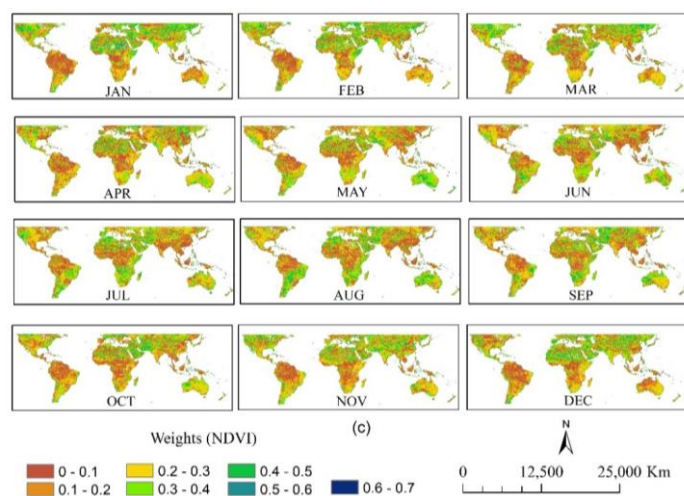 JAN FEB MAR
APR MAY JUN
JUL AUG SEP
OCT NOV DEC
Weights (NDVI) (c) N
0 - 0.1 0.2 - 0.3 0.4 - 0.5
0.1 - 0.2 0.3 - 0.4 0.5 - 0.6 0.6 - 0.7
0 12,500 25,000 Km